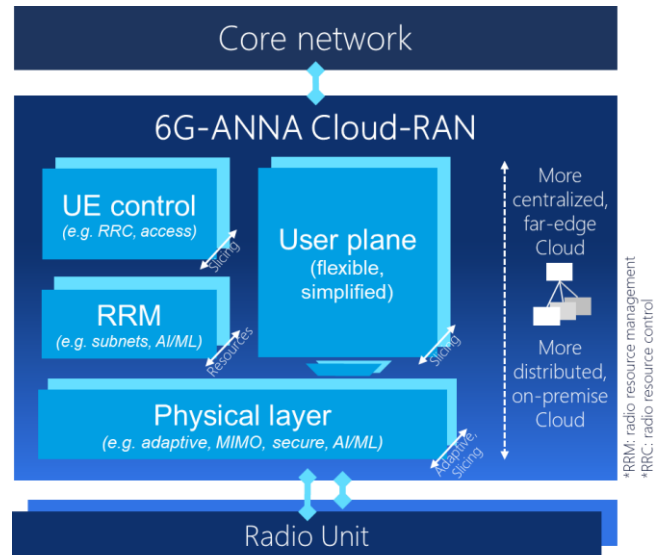 Core network
6G-ANNA Cloud-RAN
UE control
(e.g. RRC, access)
Slicing
User plane
(flexible,
simplified)
Slicing
RRM
(e.g. subnets, AI/ML)
Resources
Physical layer
(e.g. adaptive, MIMO, secure, AI/ML)
Adaptive,
Slicing
More
centralized,
far-edge
Cloud
More
distributed,
on-premise
Cloud
*RRM: radio resource management
*RRC: radio resource control
Radio Unit